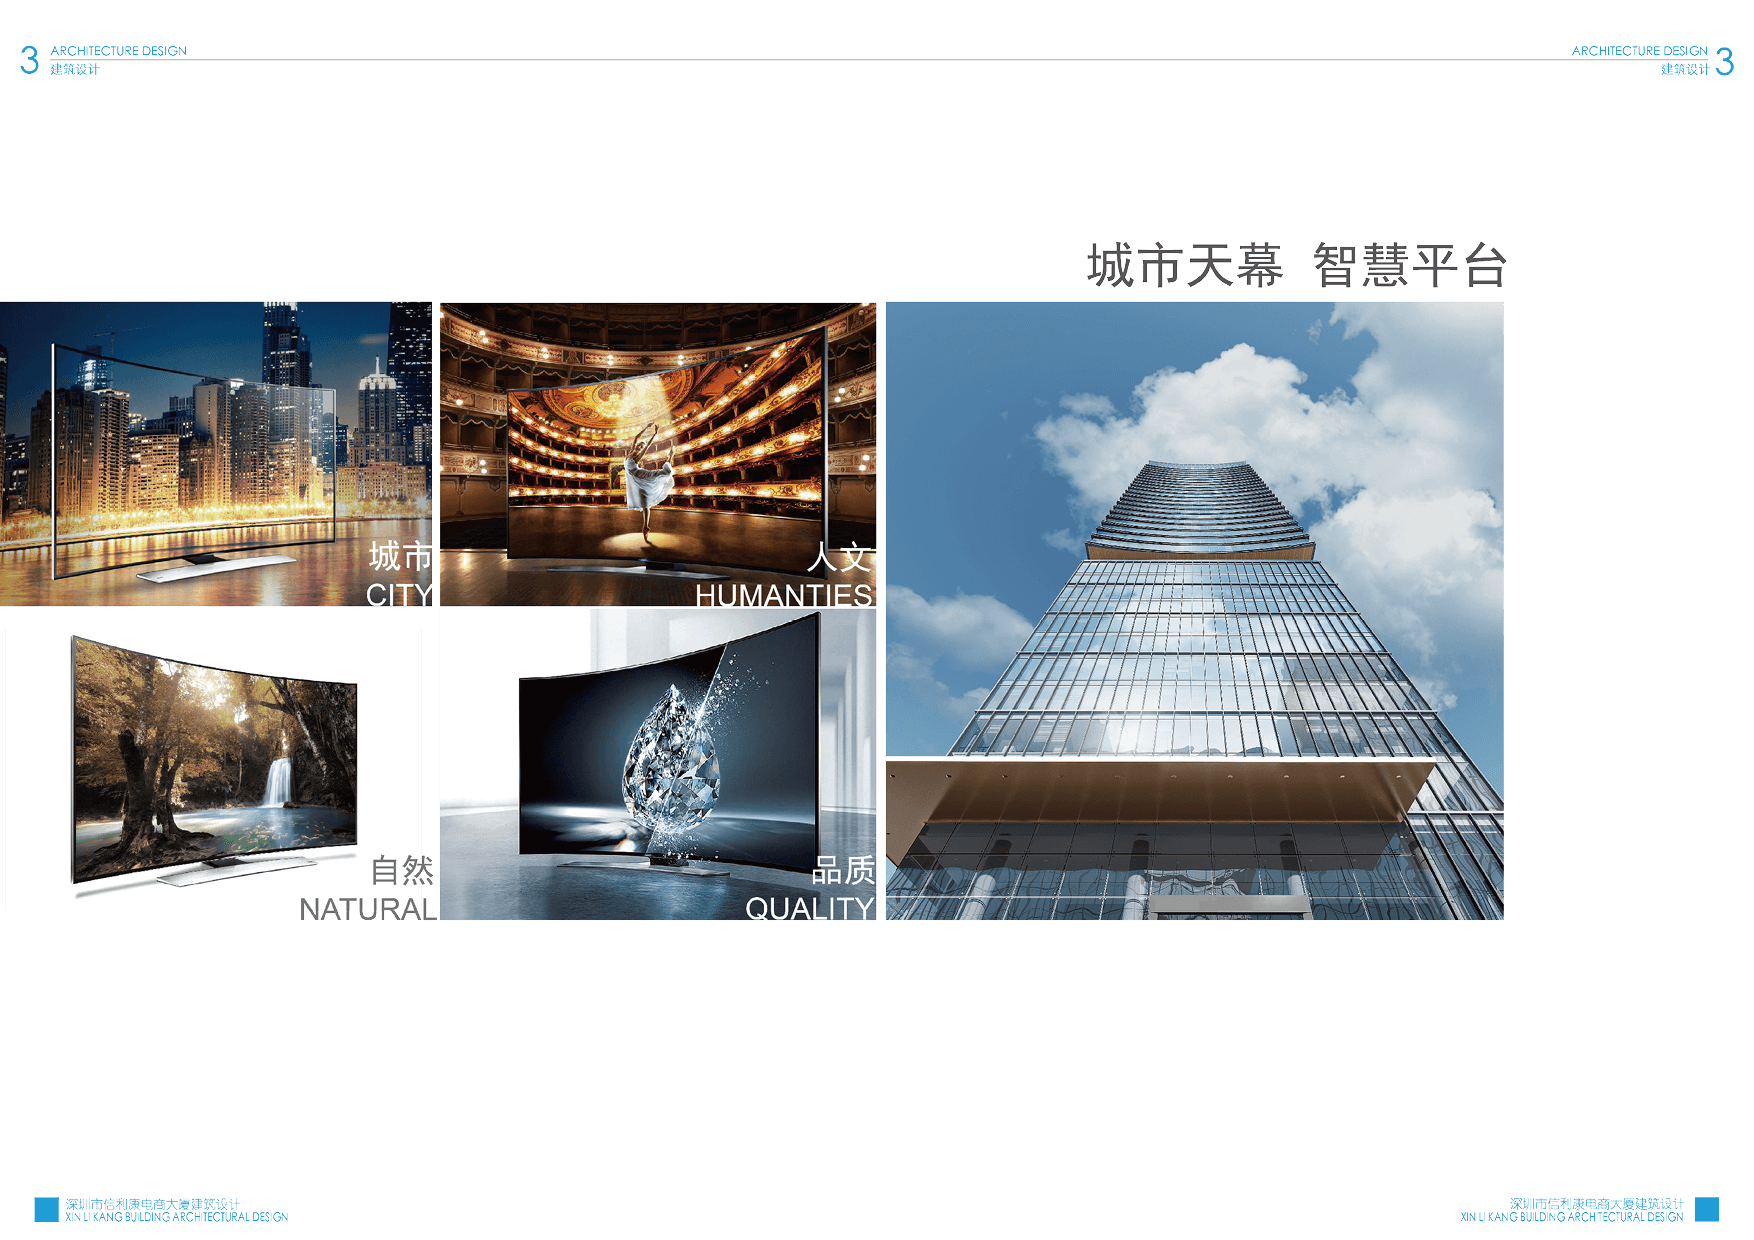 3
ARCHITECTURE DESIGN
建筑设计
ARCHITECTURE DESIGN
建筑设计
3
城市天幕 智慧平台
城市
CITY
人文
HUMANTIES
自然
NATURAL
品质
QUALITY
深圳市信利康电商大厦建筑设计
XIN LI KANG BUILDING ARCHITECTURAL DESIGN
深圳市信利康电商大厦建筑设计
XIN LI KANG BUILDING ARCHITECTURAL DESIGN